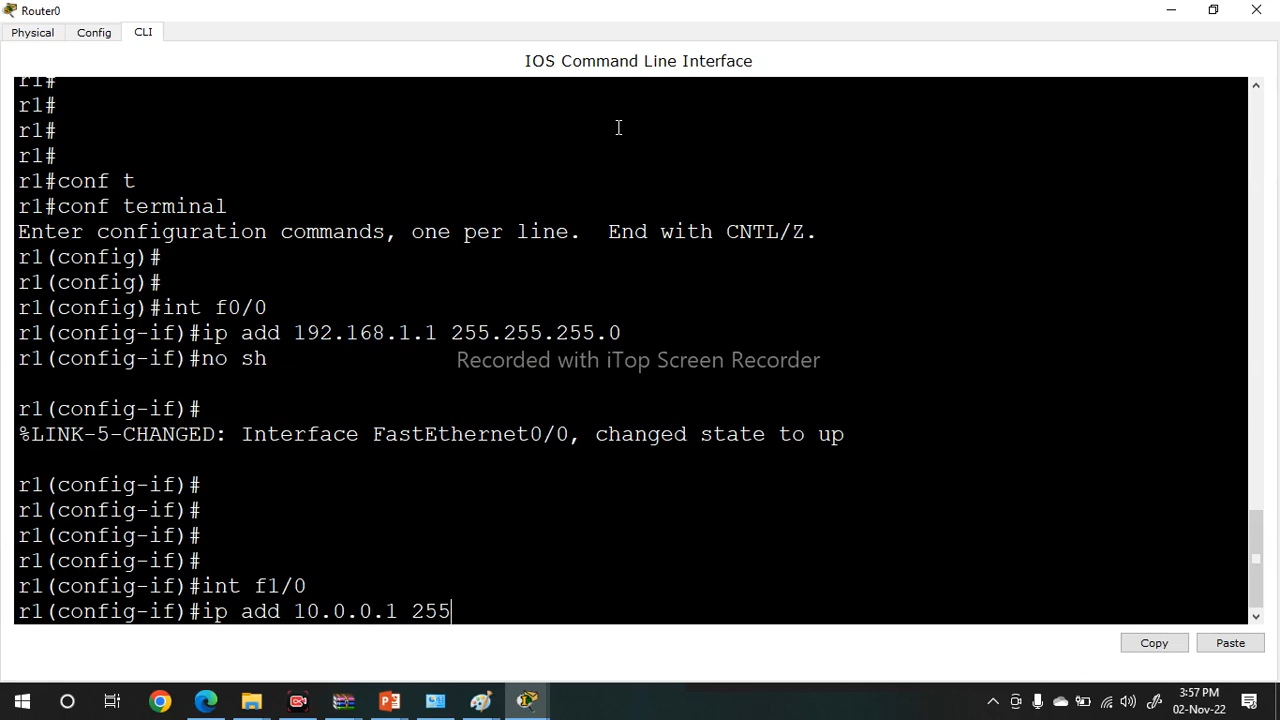 Router0
Physical
Config
CLI
IOS Command Line Interface
r1#
r1#
r1#
r1#
r1#conf t
r1#conf terminal
Enter configuration commands, one per line.  End with CNTL/Z.
r1(config)#
r1(config)#
r1(config)#int f0/0
r1(config-if)#ip add 192.168.1.1 255.255.255.0
r1(config-if)#no sh
Recorded with iTop Screen Recorder
r1(config-if)#
%LINK-5-CHANGED: Interface FastEthernet0/0, changed state to up
r1(config-if)#
r1(config-if)#
r1(config-if)#
r1(config-if)#
r1(config-if)#int f1/0
r1(config-if)#ip add 10.0.0.1 255
Copy
Paste
3:57 PM
02-Nov-22